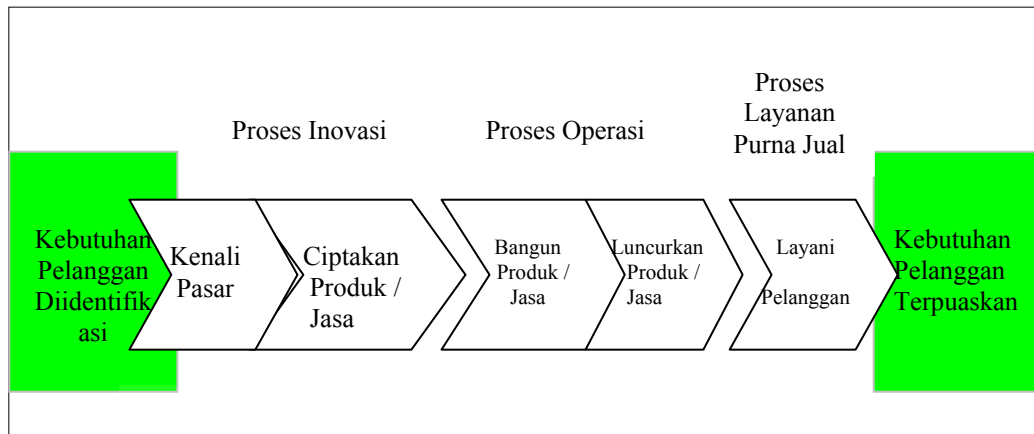 Proses Inovasi
Proses Operasi
Proses
Layanan
Purna Jual
Kebutuhan
Pelanggan
Diidentifik
asi
Kenali
Pasar
Ciptakan
Produk /
Jasa
Bangun
Produk /
Jasa
Luncurkan
Produk /
Jasa
Layani
Pelanggan
Kebutuhan
Pelanggan
Terpuaskan